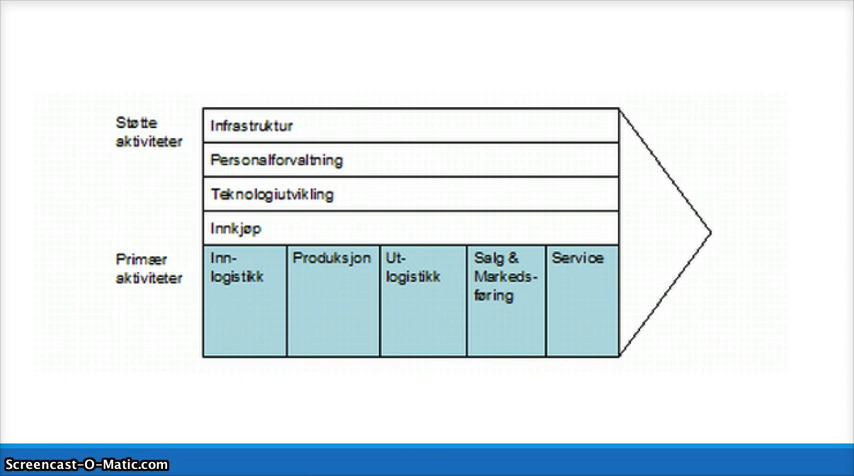 Støtte
aktiviteter
Infrastruktur
Personalforvaltning
Teknologiutvikling
Innkjøp
Primær
aktiviteter
Inn-
logistikk
Produksjon
Ut-
logistikk
Salg &
Markeds-
føring
Service
Screencast-O-Matic.com